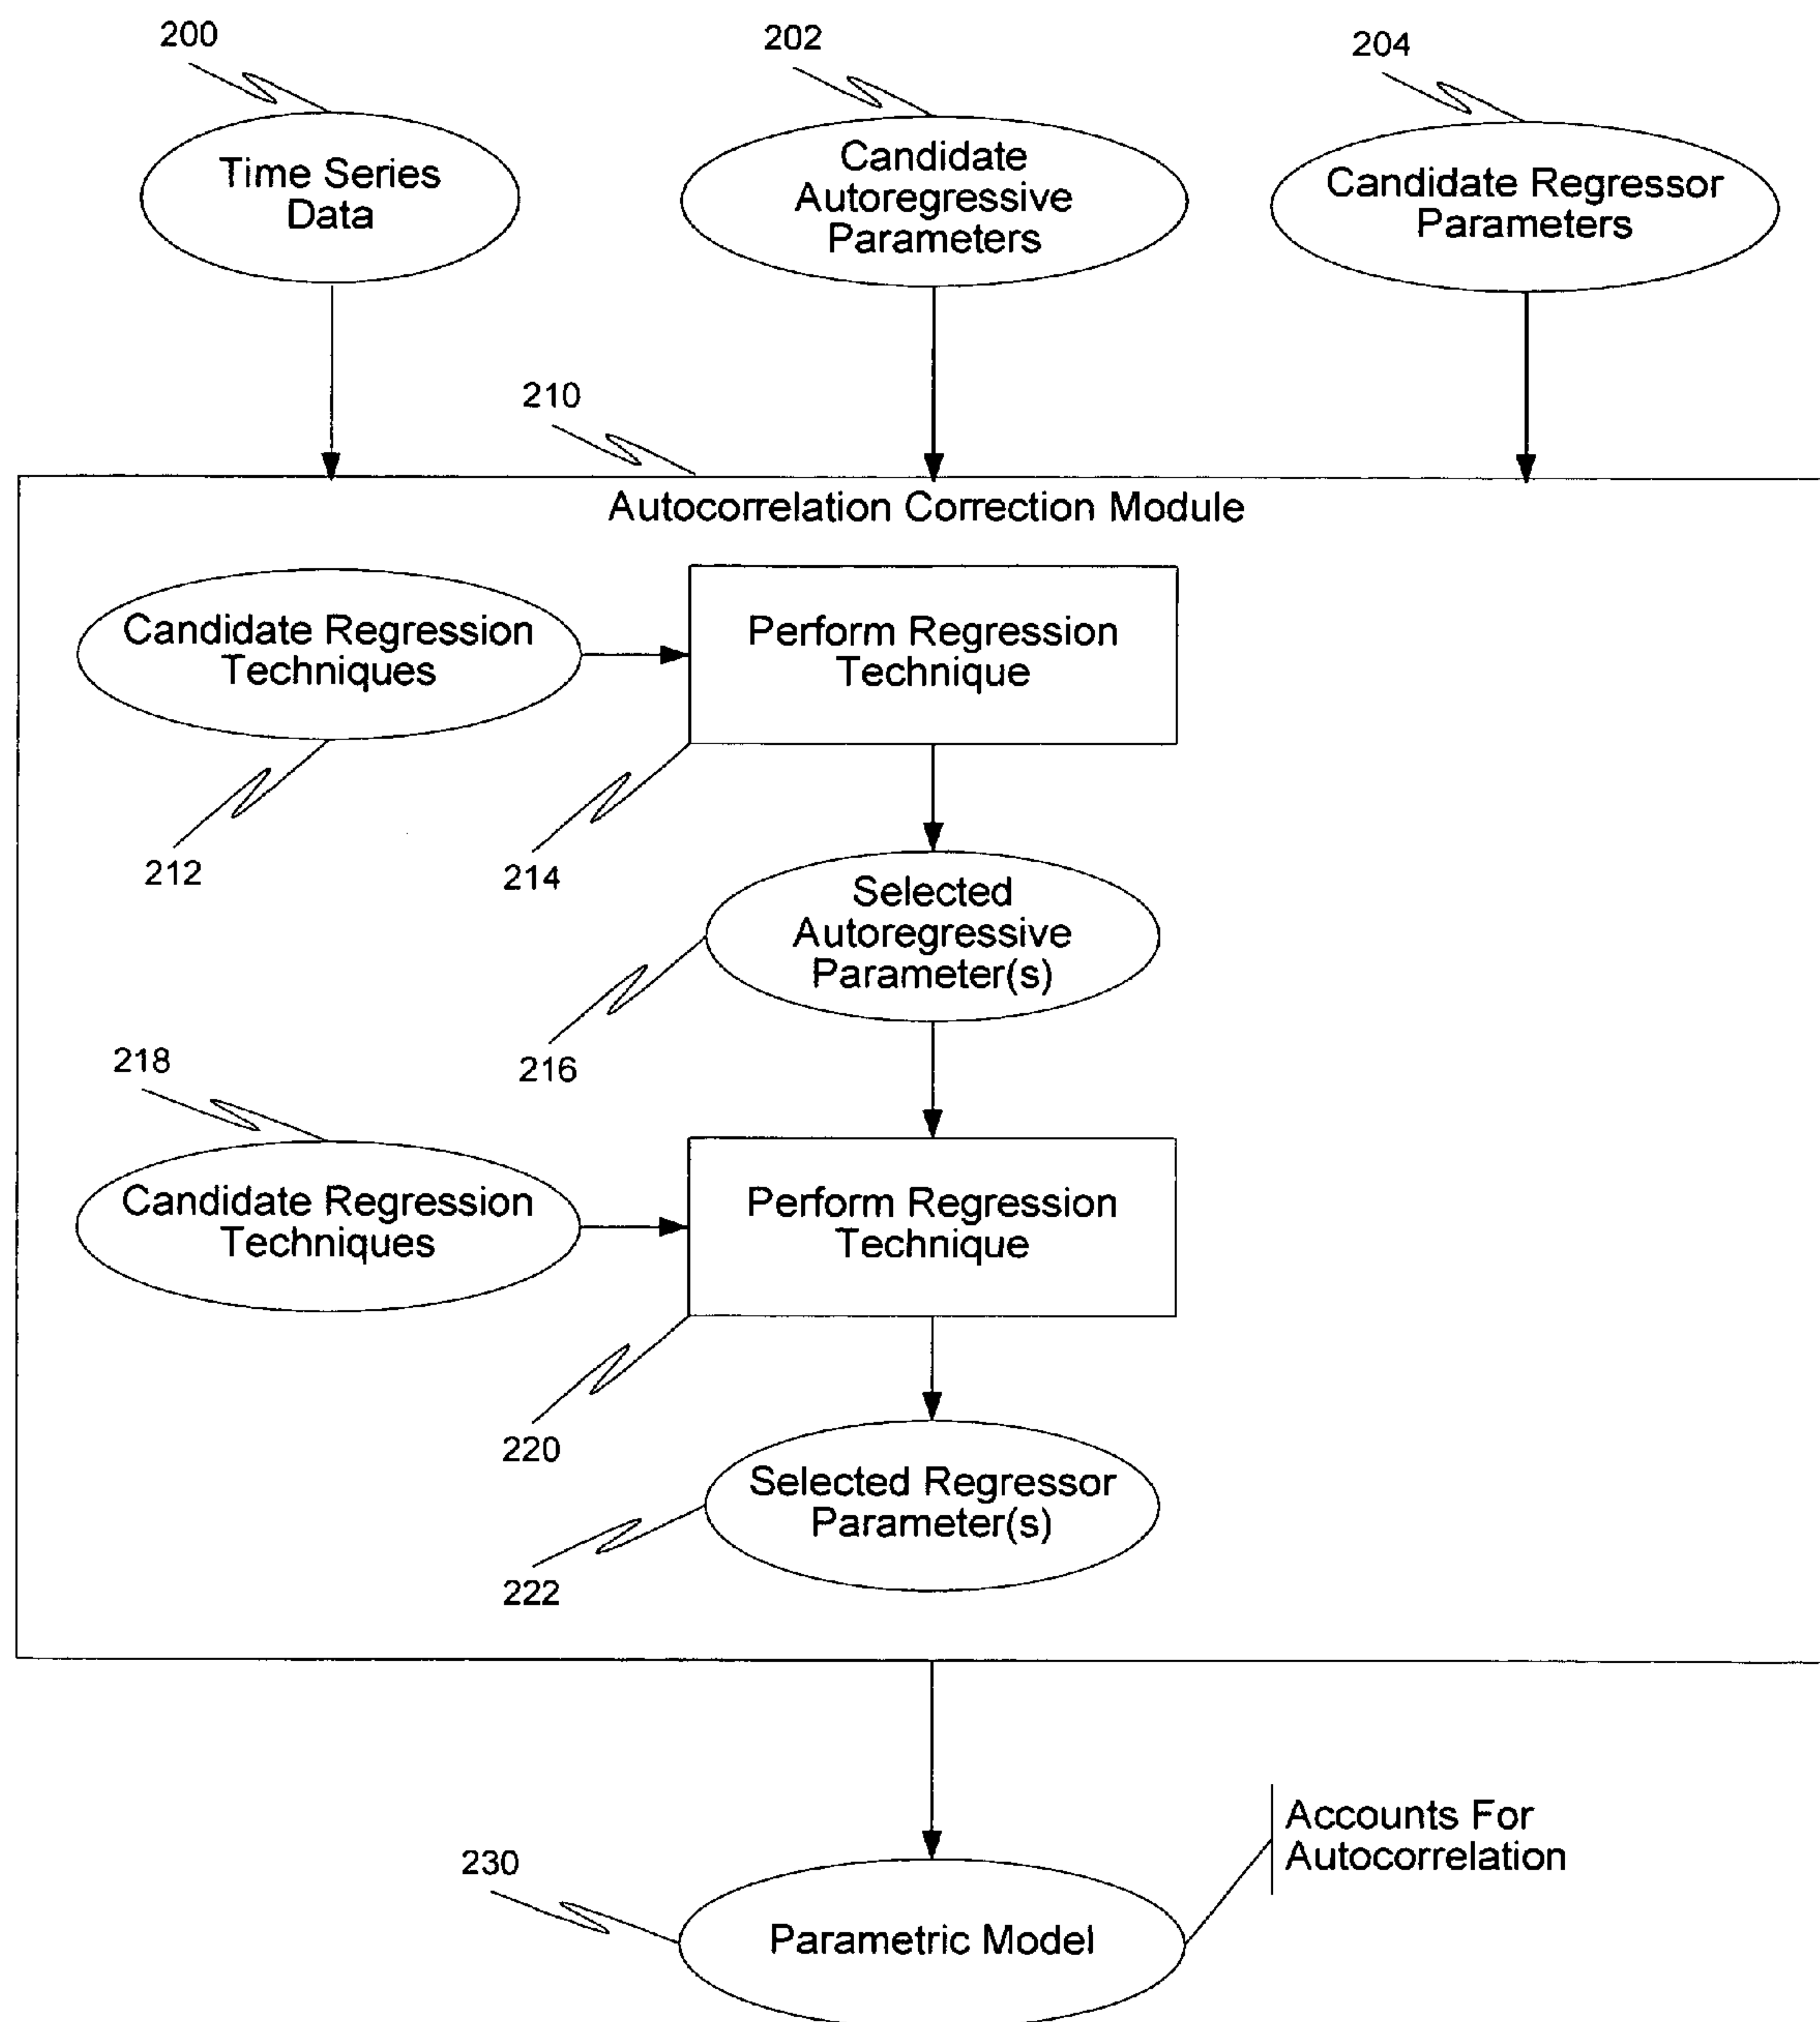 200
202
204
Time Series
Data
Candidate
Autoregressive
Parameters
Candidate Regressor
Parameters
210
Autocorrelation Correction Module
Candidate Regression
Techniques
Perform Regression
Technique
212
214
Selected
Autoregressive
Parameter(s)
216
218
Candidate Regression
Techniques
Perform Regression
Technique
220
Selected Regressor
Parameter(s)
222
Accounts For
Autocorrelation
230
Parametric Model